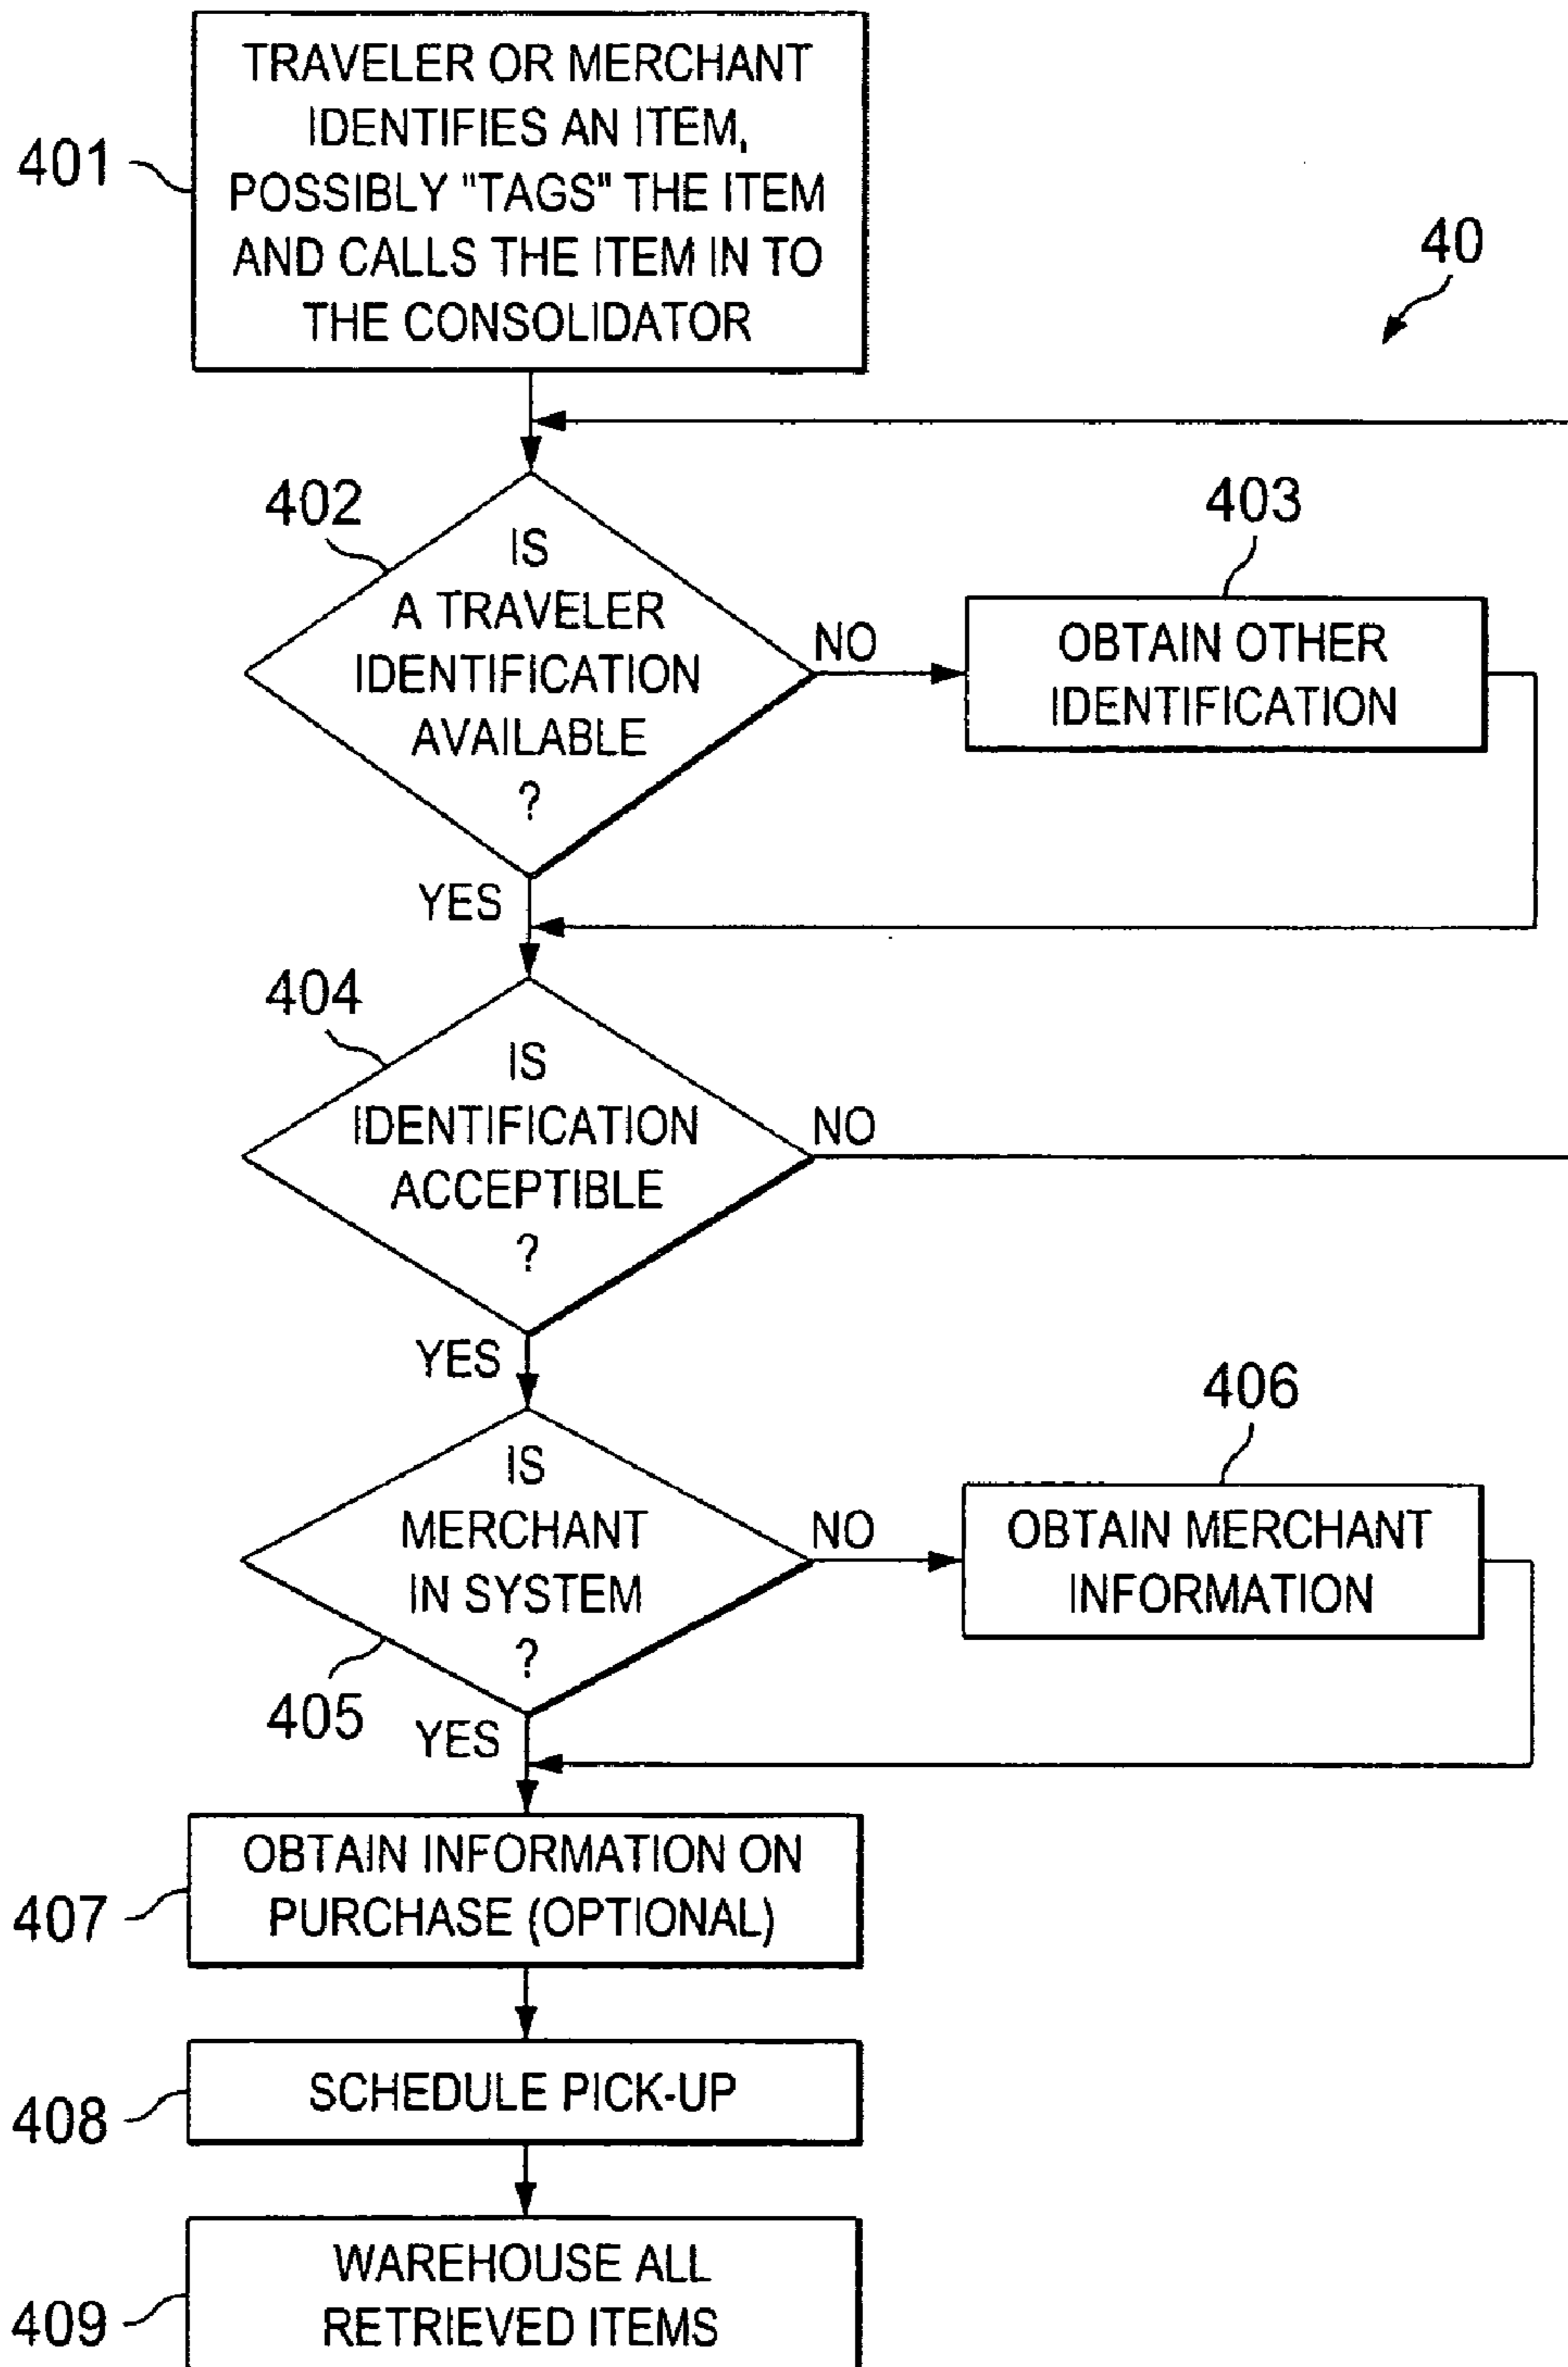 TRAVELER OR MERCHANT
IDENTIFIES AN ITEM,
POSSIBLY "TAGS" THE ITEM
AND CALLS THE ITEM IN TO
THE CONSOLIDATOR
401
40
402
IS
A TRAVELER
IDENTIFICATION
AVAILABLE
?
NO
YES
403
OBTAIN OTHER
IDENTIFICATION
404
IS
IDENTIFICATION
ACCEPTIBLE
?
NO
YES
IS
MERCHANT
IN SYSTEM
?
405
NO
YES
406
OBTAIN MERCHANT
INFORMATION
OBTAIN INFORMATION ON
PURCHASE (OPTIONAL)
407
SCHEDULE PICK-UP
408
WAREHOUSE ALL
RETRIEVED ITEMS
409